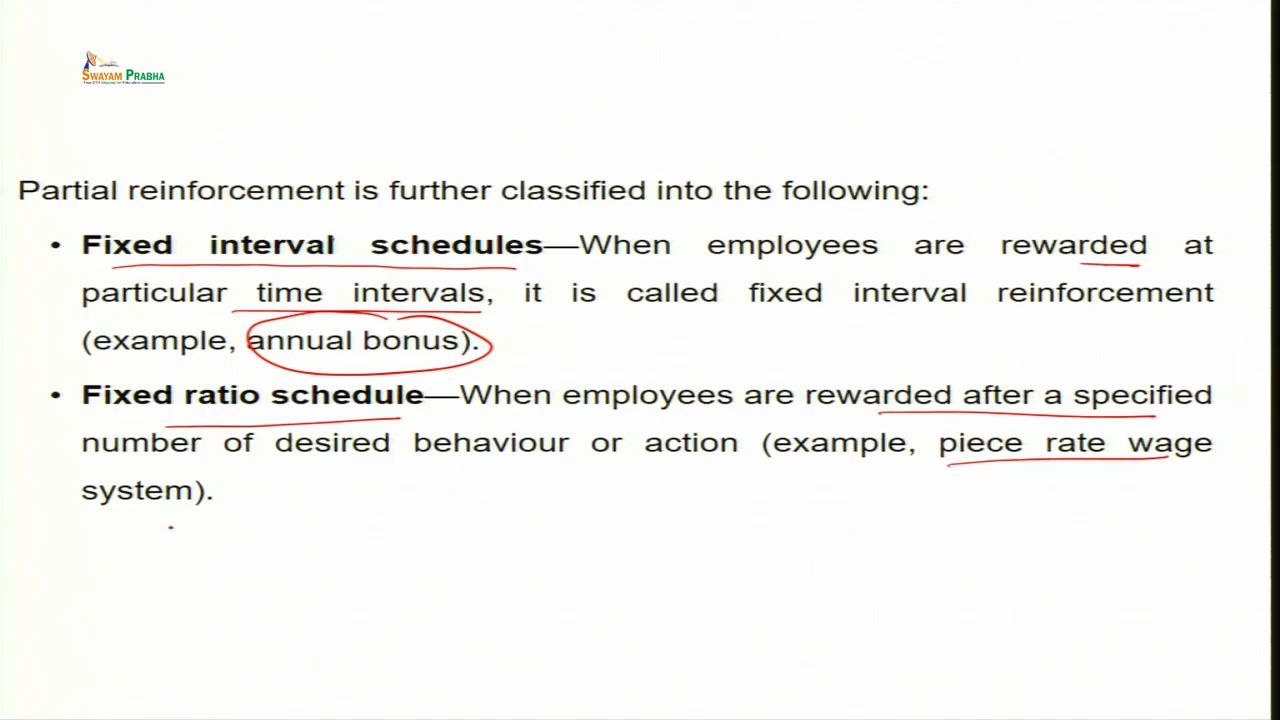 SWAYAM PRABHA
Partial reinforcement is further classified into the following:
• Fixed interval schedules—When employees are rewarded at
particular time intervals, it is called fixed interval reinforcement
(example, annual bonus).
• Fixed ratio schedule—When employees are rewarded after a specified
number of desired behaviour or action (example, piece rate wage
system).